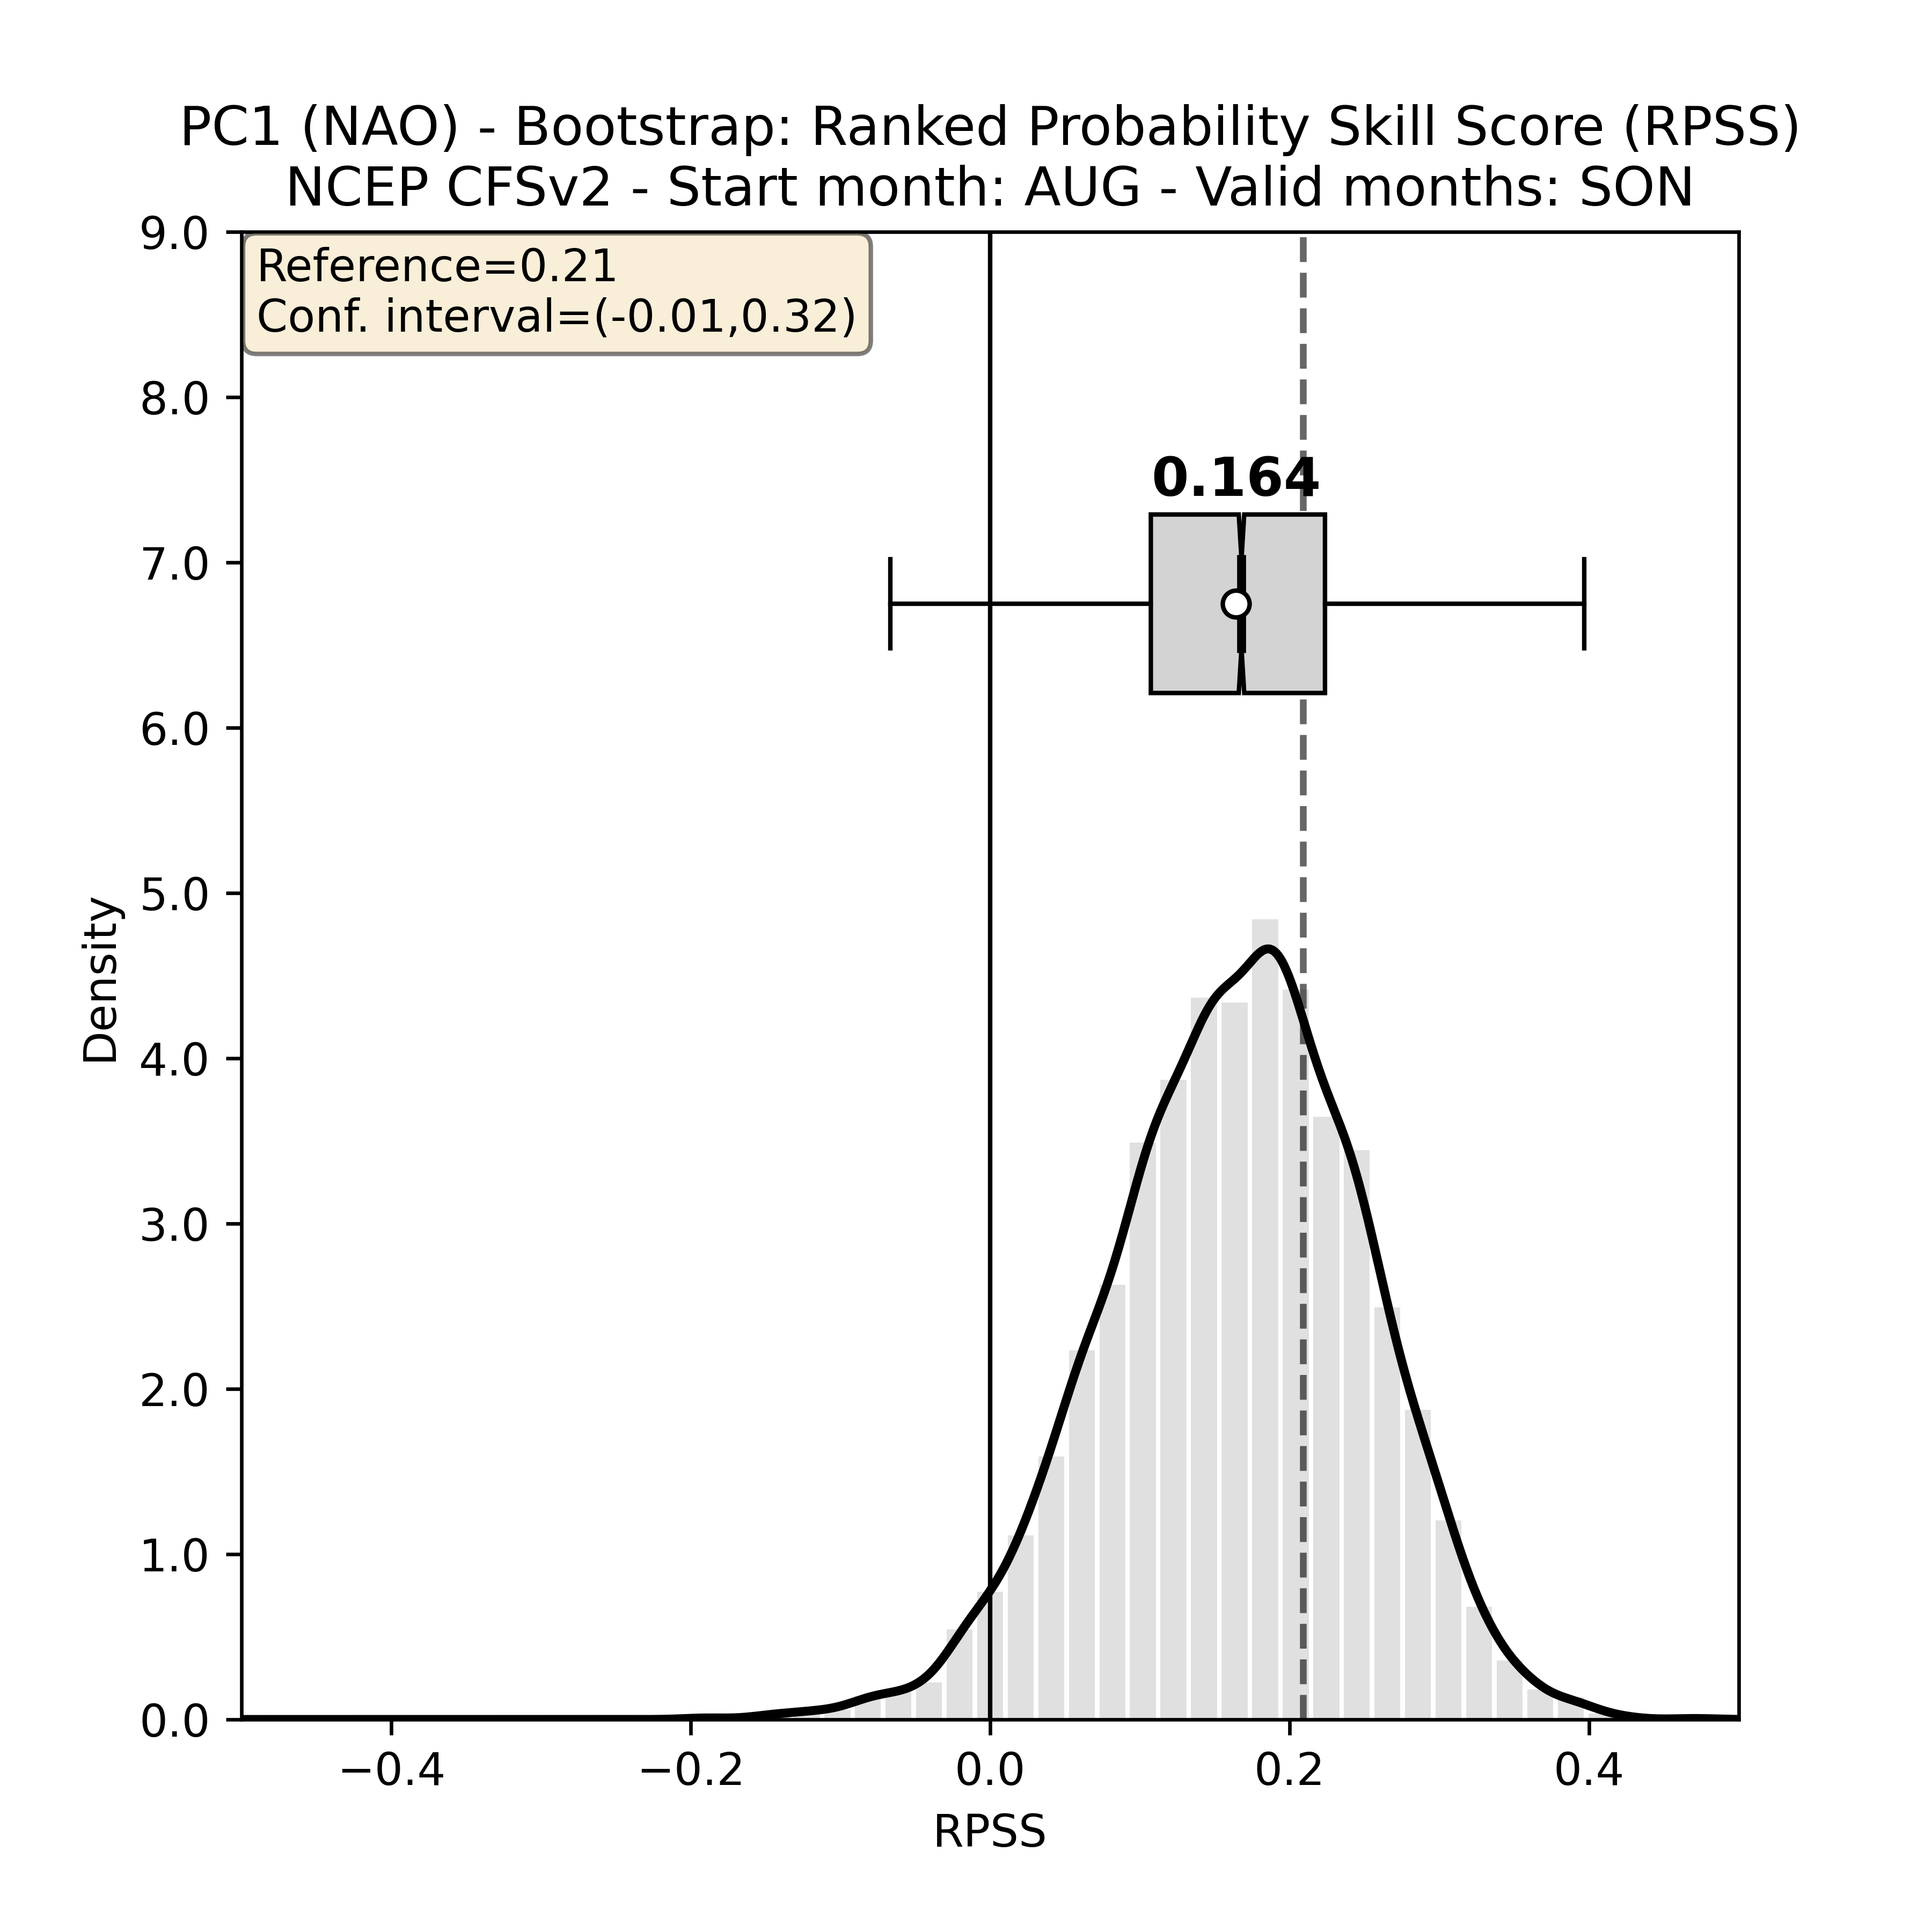 PC1 (NAO) - Bootstrap: Ranked Probability Skill Score (RPSS)
NCEP CFSv2 - Start month: AUG - Valid months: SON
Reference=0.21
Conf. interval=(-0.01,0.32)
0.164
9.0
8.0
7.0
6.0
5.0
4.0
3.0
2.0
1.0
0.0
Density
−0.4 −0.2 0.0 0.2 0.4
RPSS